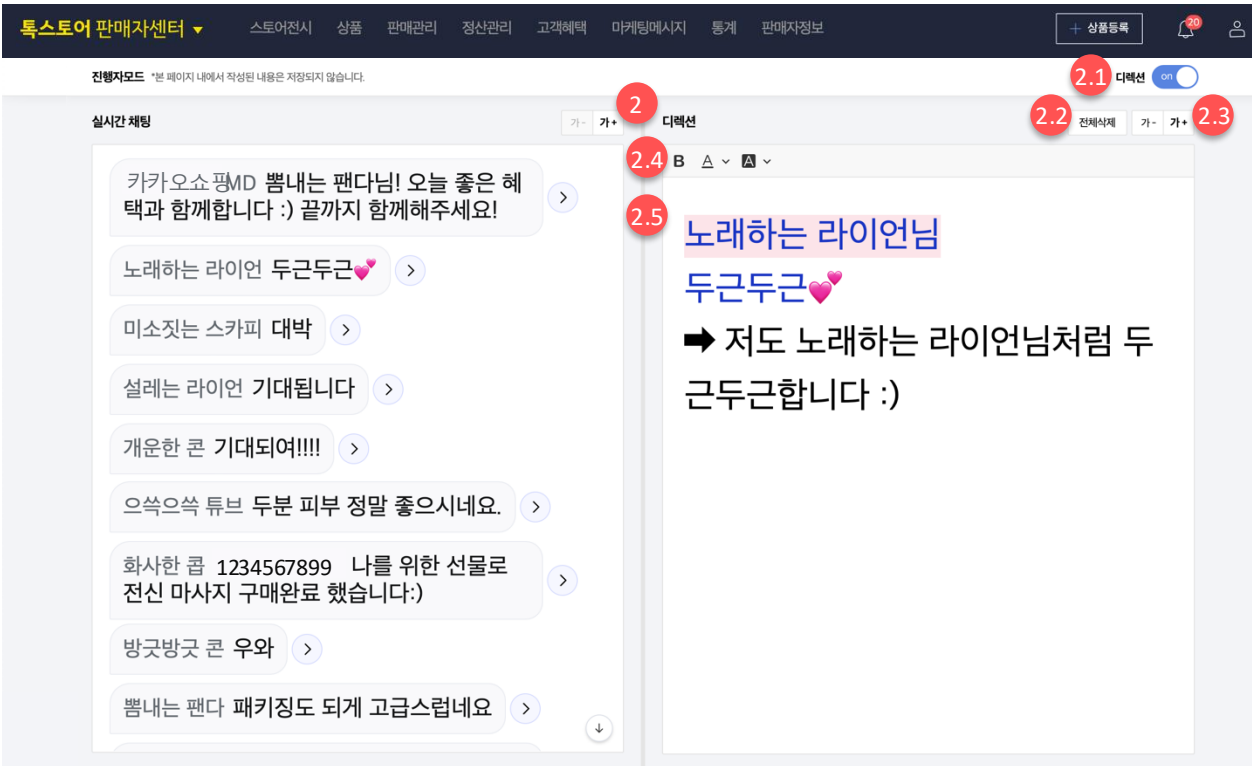 톡스토어 판매자센터 ▼ 스토어전시 상품 판매관리 정산관리 고객혜택 마케팅메시지 통계 판매자정보 + 상품등록 20
진행자모드 *본 페이지 내에서 작성된 내용은 저장되지 않습니다. 2.1 디렉션 on
실시간 채팅 가- 가+ 2
디렉션 2.2 전체삭제 가- 가+ 2.3
카카오쇼핑MD 뽐내는 팬다님! 오늘 좋은 혜
택과 함께합니다 :) 끝까지 함께해주세요!
노래하는 라이언 두근두근💕
미소짓는 스카피 대박
설레는 라이언 기대됩니다
개운한 콘 기대되여!!!!
으쓱으쓱 튜브 두분 피부 정말 좋으시네요.
화사한 콥 1234567899 나를 위한 선물로
전신 마사지 구매완료 했습니다:)
방긋방긋 콘 우와
뽐내는 팬다 패키징도 되게 고급스럽네요
2.4 B A A
2.5
노래하는 라이언님
두근두근💕
➡ 저도 노래하는 라이언님처럼 두
근두근합니다 :)